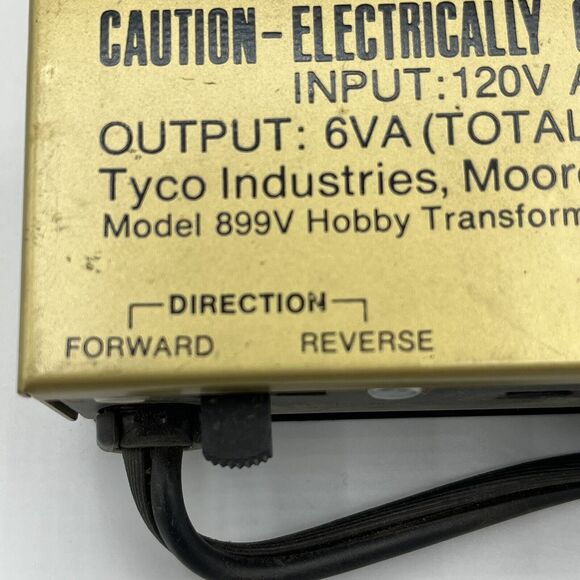 CAUTION-ELECTRICALLY
INPUT: 120V
OUTPUT: 6VA (TOTAL
Tyco Industries,
Model 899V Hobby
DIRECTION
FORWARD REVERSE